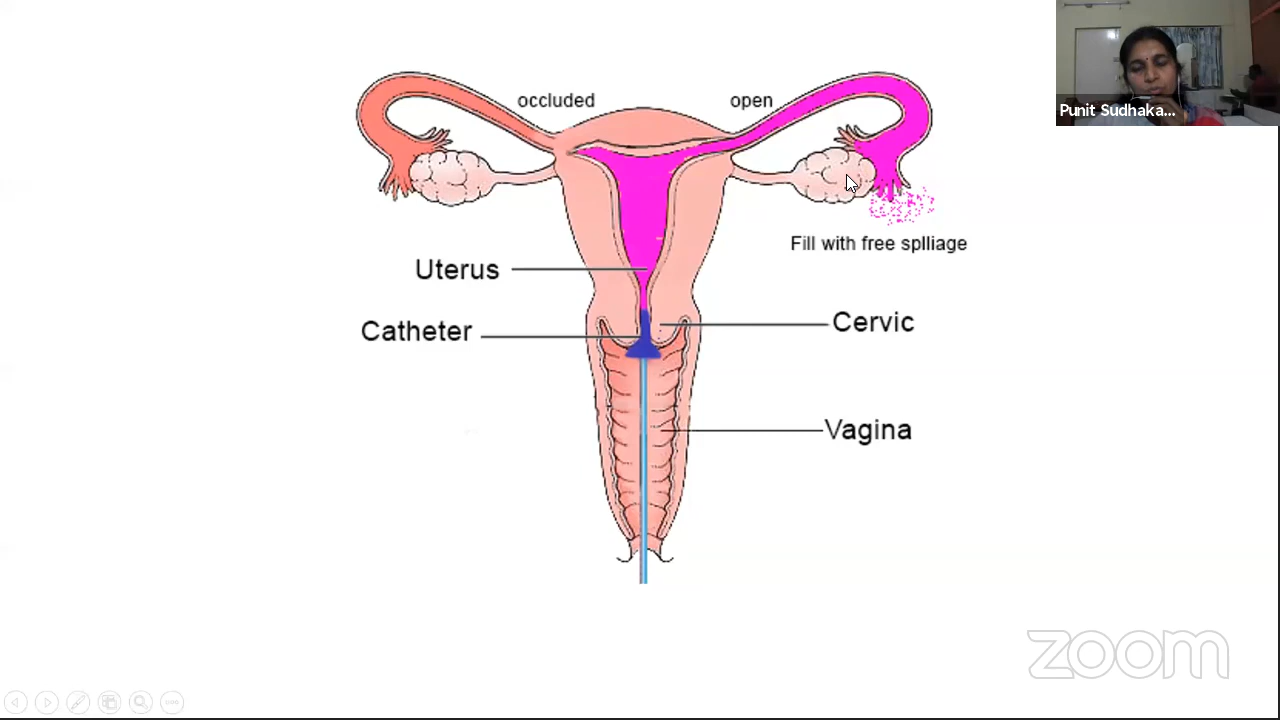 Punit Sudhaka...
occluded
open
Fill with free splliage
Uterus
Cervic
Catheter
Vagina
zoom